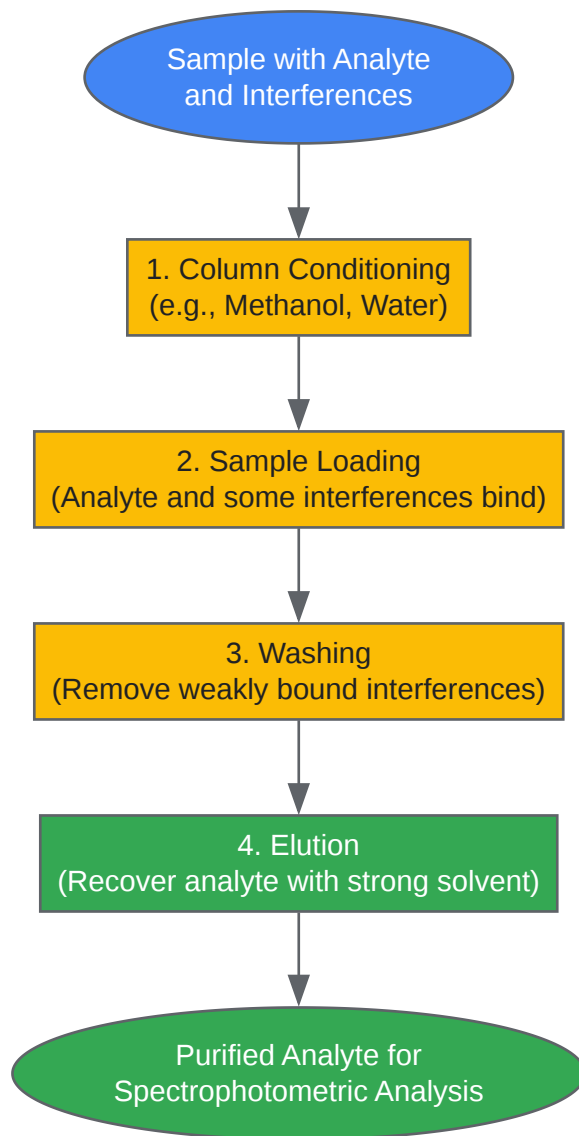 Sample with Analyte
and Interferences
1. Column Conditioning
(e.g., Methanol, Water)
2. Sample Loading
(Analyte and some interferences bind)
3. Washing
(Remove weakly bound interferences)
4. Elution
(Recover analyte with strong solvent)
Purified Analyte for
Spectrophotometric Analysis